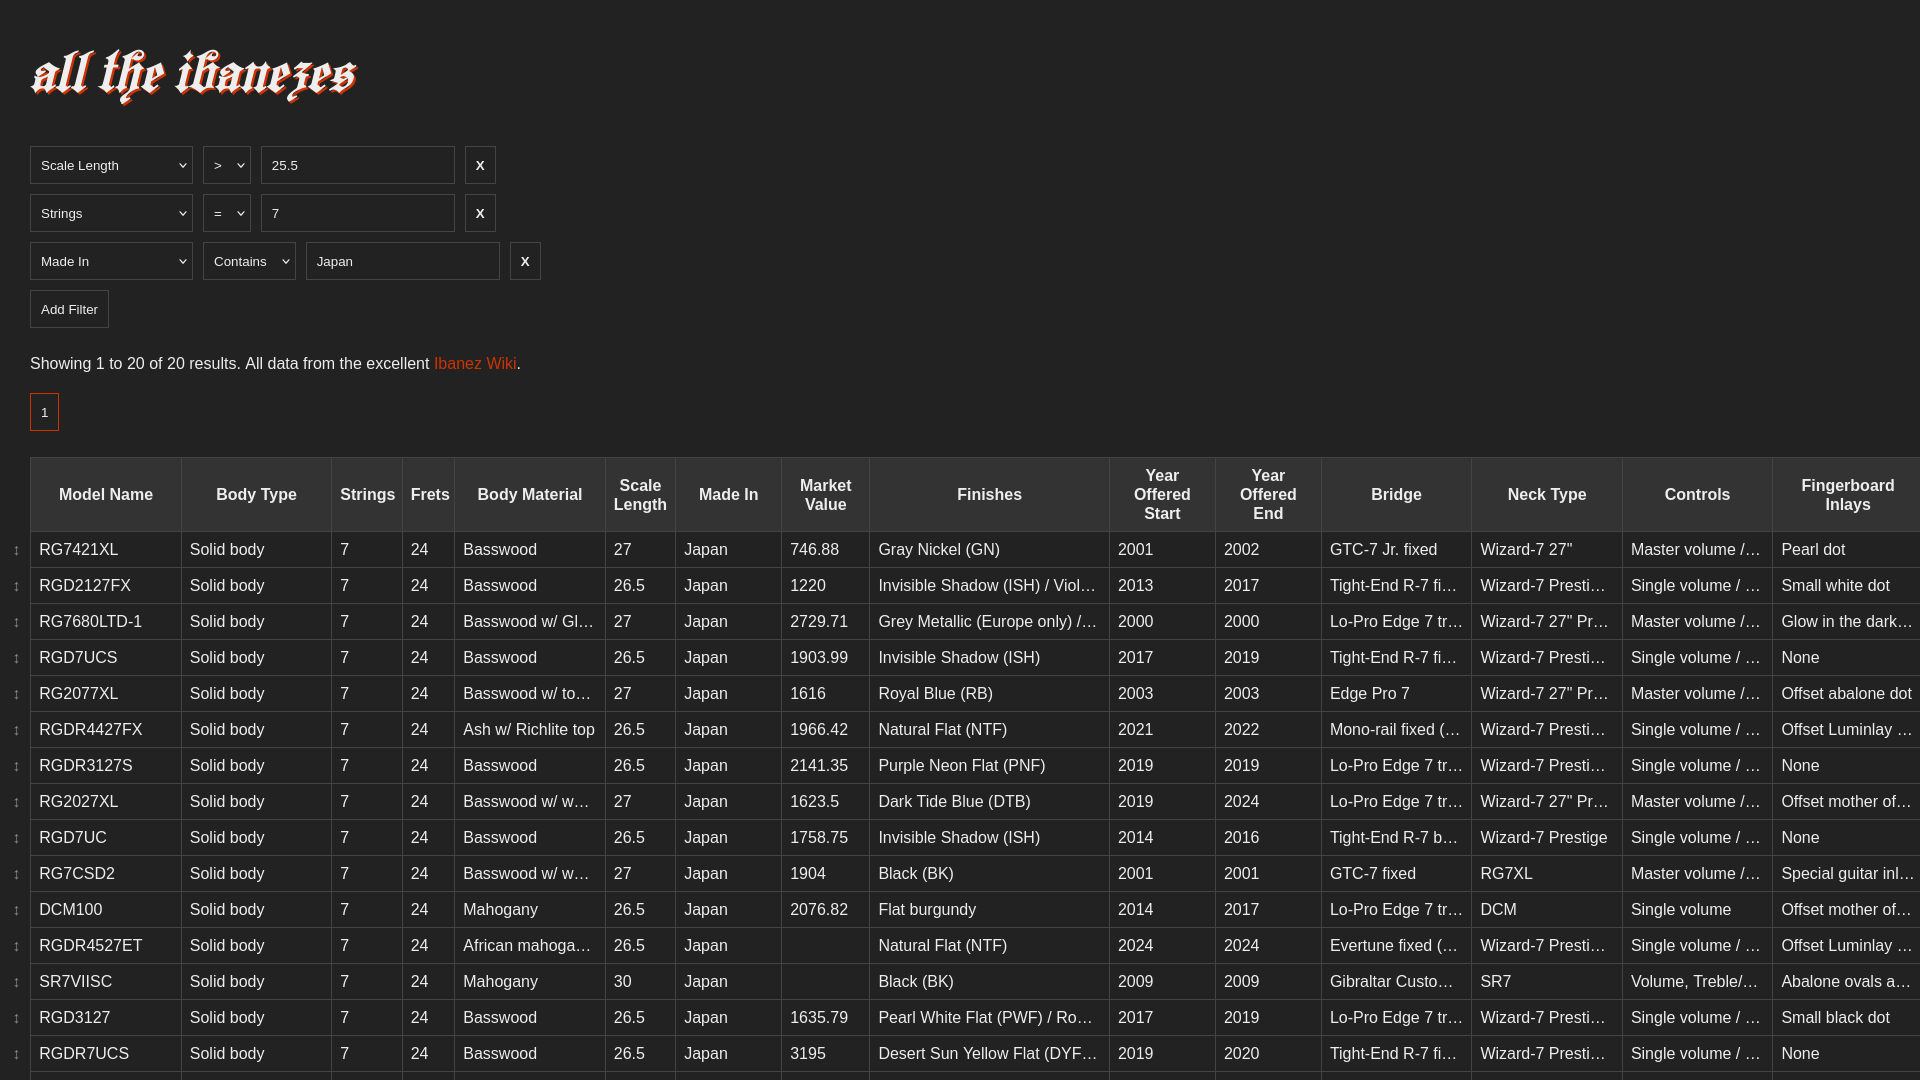 all the ibanezes
Scale Length > 25.5 X
Strings = 7 X
Made In Contains Japan X
Add Filter
Showing 1 to 20 of 20 results. All data from the excellent Ibanez Wiki.
1
Model Name Body Type Strings Frets Body Material Scale Length Made In Market Value Finishes Year Offered Start Year Offered End Bridge Neck Type Controls Fingerboard Inlays
↕ RG7421XL Solid body 7 24 Basswood 27 Japan 746.88 Gray Nickel (GN) 2001 2002 GTC-7 Jr. fixed Wizard-7 27" Master volume /… Pearl dot
↕ RGD2127FX Solid body 7 24 Basswood 26.5 Japan 1220 Invisible Shadow (ISH) / Viol… 2013 2017 Tight-End R-7 fi… Wizard-7 Presti… Single volume / … Small white dot
↕ RG7680LTD-1 Solid body 7 24 Basswood w/ Gl… 27 Japan 2729.71 Grey Metallic (Europe only) /… 2000 2000 Lo-Pro Edge 7 tr… Wizard-7 27" Pr… Master volume /… Glow in the dark…
↕ RGD7UCS Solid body 7 24 Basswood 26.5 Japan 1903.99 Invisible Shadow (ISH) 2017 2019 Tight-End R-7 fi… Wizard-7 Presti… Single volume / … None
↕ RG2077XL Solid body 7 24 Basswood w/ to… 27 Japan 1616 Royal Blue (RB) 2003 2003 Edge Pro 7 Wizard-7 27" Pr… Master volume /… Offset abalone dot
↕ RGDR4427FX Solid body 7 24 Ash w/ Richlite top 26.5 Japan 1966.42 Natural Flat (NTF) 2021 2022 Mono-rail fixed (… Wizard-7 Presti… Single volume / … Offset Luminlay …
↕ RGDR3127S Solid body 7 24 Basswood 26.5 Japan 2141.35 Purple Neon Flat (PNF) 2019 2019 Lo-Pro Edge 7 tr… Wizard-7 Presti… Single volume / … None
↕ RG2027XL Solid body 7 24 Basswood w/ w… 27 Japan 1623.5 Dark Tide Blue (DTB) 2019 2024 Lo-Pro Edge 7 tr… Wizard-7 27" Pr… Master volume /… Offset mother of…
↕ RGD7UC Solid body 7 24 Basswood 26.5 Japan 1758.75 Invisible Shadow (ISH) 2014 2016 Tight-End R-7 b… Wizard-7 Prestige Single volume / … None
↕ RG7CSD2 Solid body 7 24 Basswood w/ w… 27 Japan 1904 Black (BK) 2001 2001 GTC-7 fixed RG7XL Master volume /… Special guitar inl…
↕ DCM100 Solid body 7 24 Mahogany 26.5 Japan 2076.82 Flat burgundy 2014 2017 Lo-Pro Edge 7 tr… DCM Single volume Offset mother of…
↕ RGDR4527ET Solid body 7 24 African mahoga… 26.5 Japan Natural Flat (NTF) 2024 2024 Evertune fixed (… Wizard-7 Presti… Single volume / … Offset Luminlay …
↕ SR7VIISC Solid body 7 24 Mahogany 30 Japan Black (BK) 2009 2009 Gibraltar Custo… SR7 Volume, Treble/… Abalone ovals a…
↕ RGD3127 Solid body 7 24 Basswood 26.5 Japan 1635.79 Pearl White Flat (PWF) / Ro… 2017 2019 Lo-Pro Edge 7 tr… Wizard-7 Presti… Single volume / … Small black dot
↕ RGDR7UCS Solid body 7 24 Basswood 26.5 Japan 3195 Desert Sun Yellow Flat (DYF… 2019 2020 Tight-End R-7 fi… Wizard-7 Presti… Single volume / … None